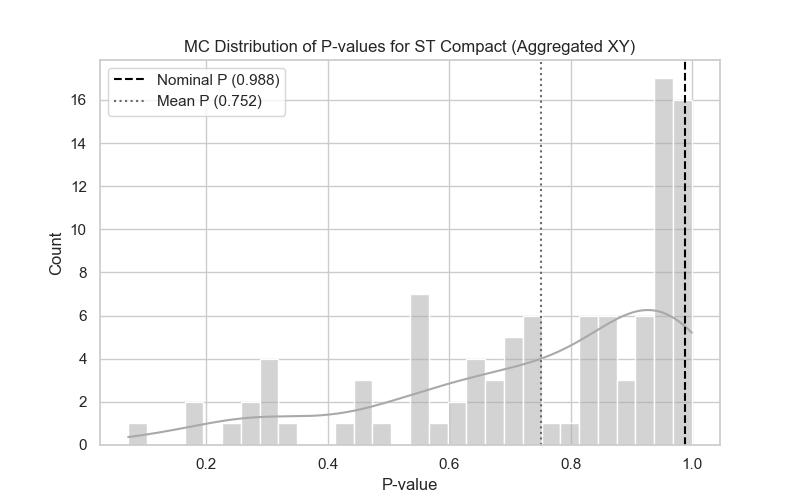 MC Distribution of P-values for ST Compact (Aggregated XY)
Nominal P (0.988)
Mean P (0.752)
Count
16
14
12
10
8
6
4
2
0
0.2
0.4
0.6
0.8
1.0
P-value